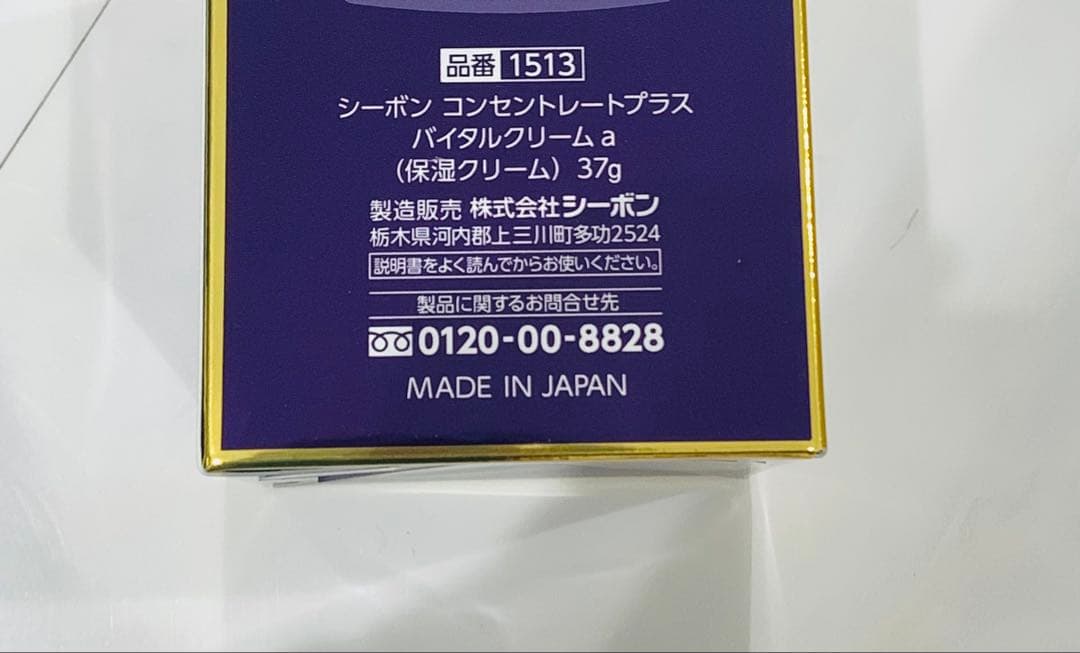 品番 1513
シーボン コンセントレートプラス
バイタルクリーム a
（保湿クリーム）37g
製造販売 株式会社シーボン
栃木県河内郡上三川町多功2524
説明書をよく読んでからお使いください。
製品に関するお問合せ先
0120-00-8828
MADE IN JAPAN